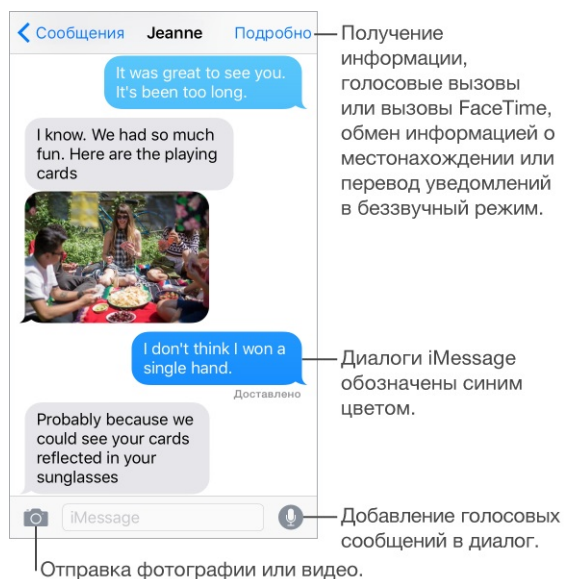 Сообщения Jeanne Подробно
It was great to see you.
It's been too long.
I know. We had so much
fun. Here are the playing
cards
I don't think I won a
single hand.
Доставлено
Probably because we
could see your cards
reflected in your
sunglasses
iMessage
Получение
информации,
голосовые вызовы
или вызовы FaceTime,
обмен информацией о
местонахождении или
перевод уведомлений
в беззвучный режим.
Диалоги iMessage
обозначены синим
цветом.
Добавление голосовых
сообщений в диалог.
Отправка фотографии или видео.